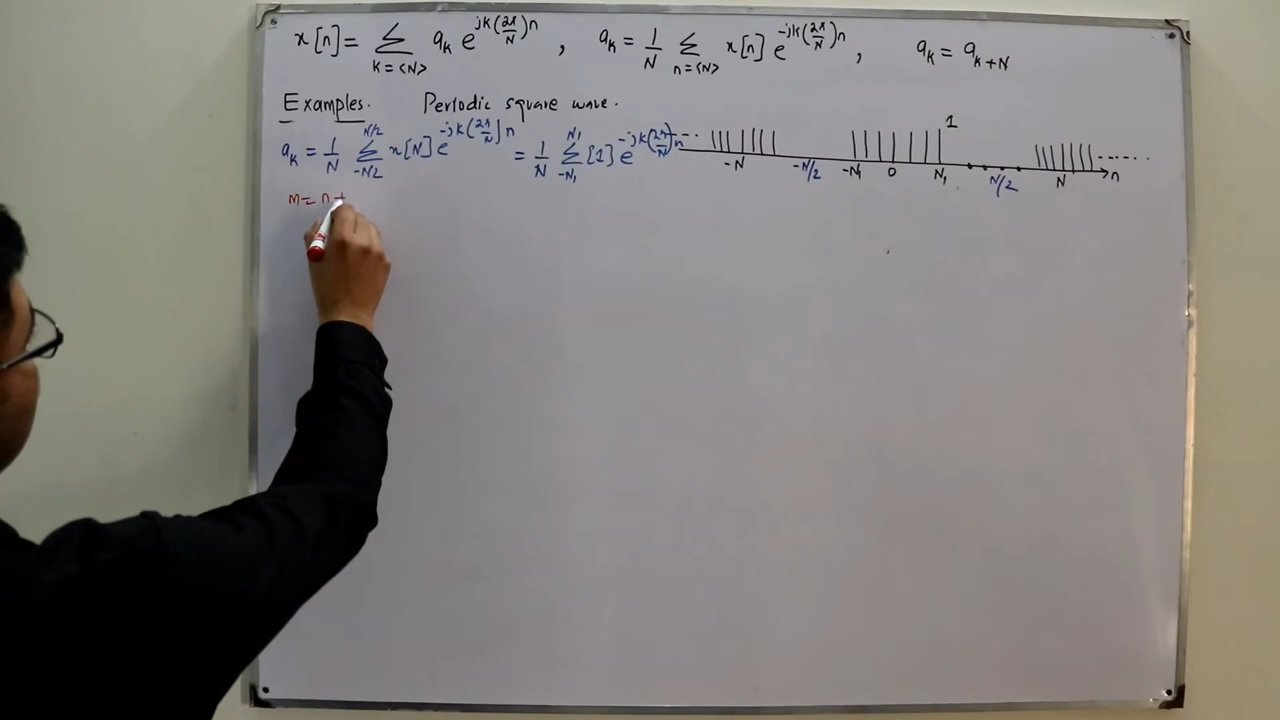 x[n] = Σ_{k=<N>} a_k e^{jk(2π/N)n} , a_k = 1/N Σ_{n=<N>} x[n] e^{-jk(2π/N)n} , a_k = a_{k+N}
Examples. Periodic square wave.
a_k = 1/N Σ_{-N2}^{N/2} x[N] e^{-jk(2π/N)n} = 1/N Σ_{-N1}^{N1} [1] e^{-jk(2π/N)n}
1
-N -N/2 -N1 0 N1 N/2 N n
m = n +